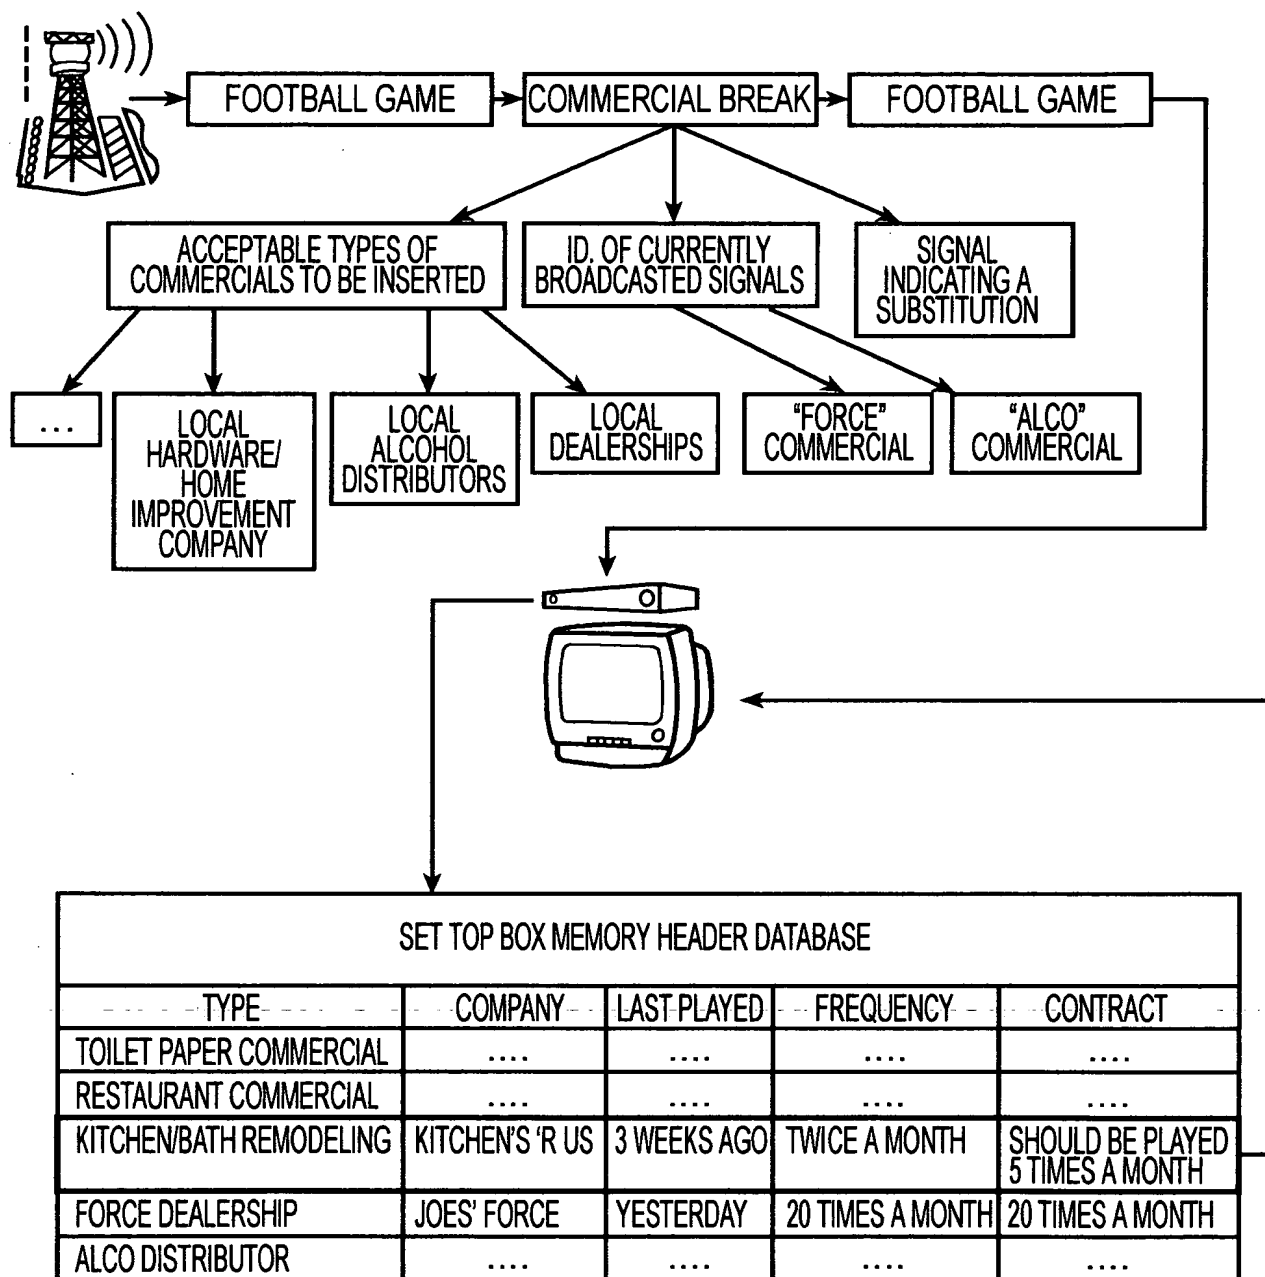 FOOTBALL GAME
COMMERCIAL BREAK
FOOTBALL GAME
ACCEPTABLE TYPES OF
COMMERCIALS TO BE INSERTED
ID. OF CURRENTLY
BROADCASTED SIGNALS
SIGNAL
INDICATING A
SUBSTITUTION
...
LOCAL
HARDWARE/
HOME
IMPROVEMENT
COMPANY
LOCAL
ALCOHOL
DISTRIBUTORS
LOCAL
DEALERSHIPS
“FORCE”
COMMERCIAL
“ALCO”
COMMERCIAL
SET TOP BOX MEMORY HEADER DATABASE
TYPE COMPANY LAST PLAYED FREQUENCY CONTRACT
TOILET PAPER COMMERCIAL .... .... .... ....
RESTAURANT COMMERCIAL .... .... .... ....
KITCHEN/BATH REMODELING KITCHEN'S 'R US 3 WEEKS AGO TWICE A MONTH SHOULD BE PLAYED
5 TIMES A MONTH
FORCE DEALERSHIP JOES' FORCE YESTERDAY 20 TIMES A MONTH 20 TIMES A MONTH
ALCO DISTRIBUTOR .... .... .... ....